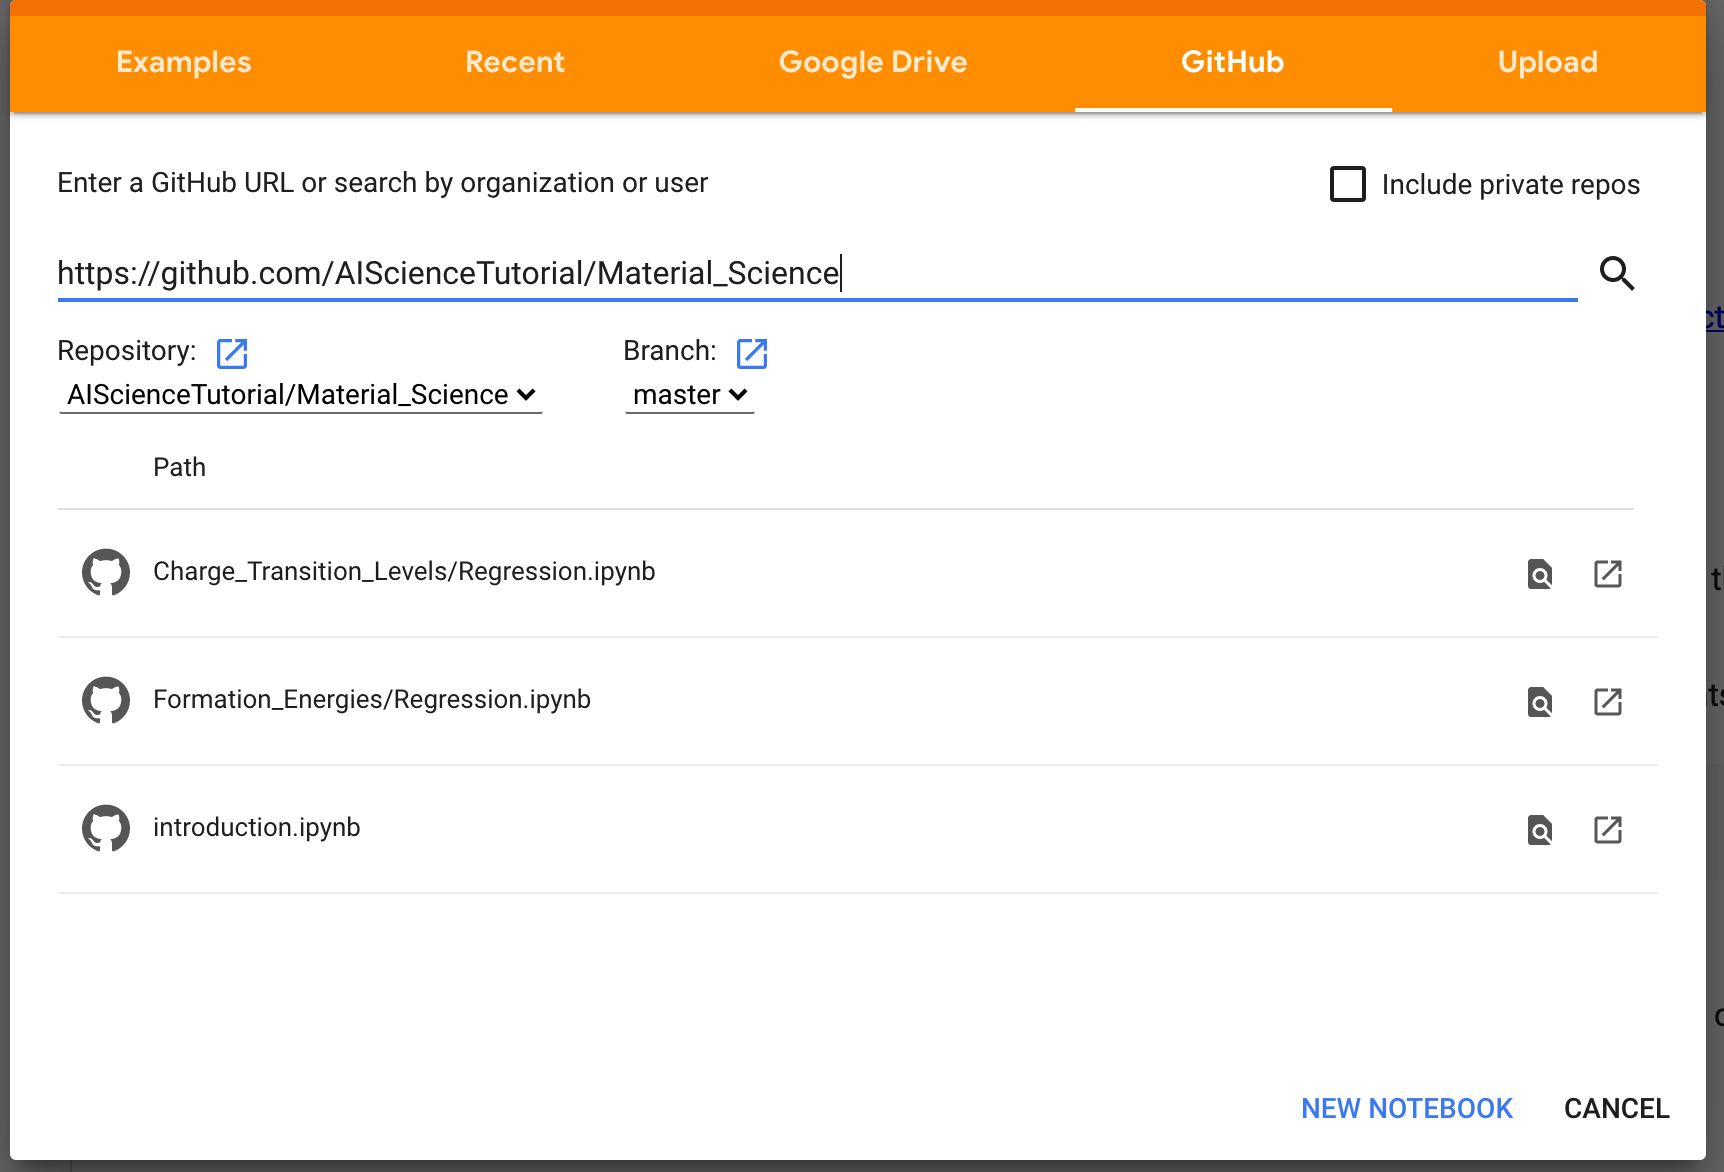 Examples Recent Google Drive GitHub Upload
Enter a GitHub URL or search by organization or user
Include private repos
https://github.com/AIScienceTutorial/Material_Science
Repository: Branch:
AIScienceTutorial/Material_Science master
Path
Charge_Transition_Levels/Regression.ipynb
Formation_Energies/Regression.ipynb
introduction.ipynb
NEW NOTEBOOK CANCEL